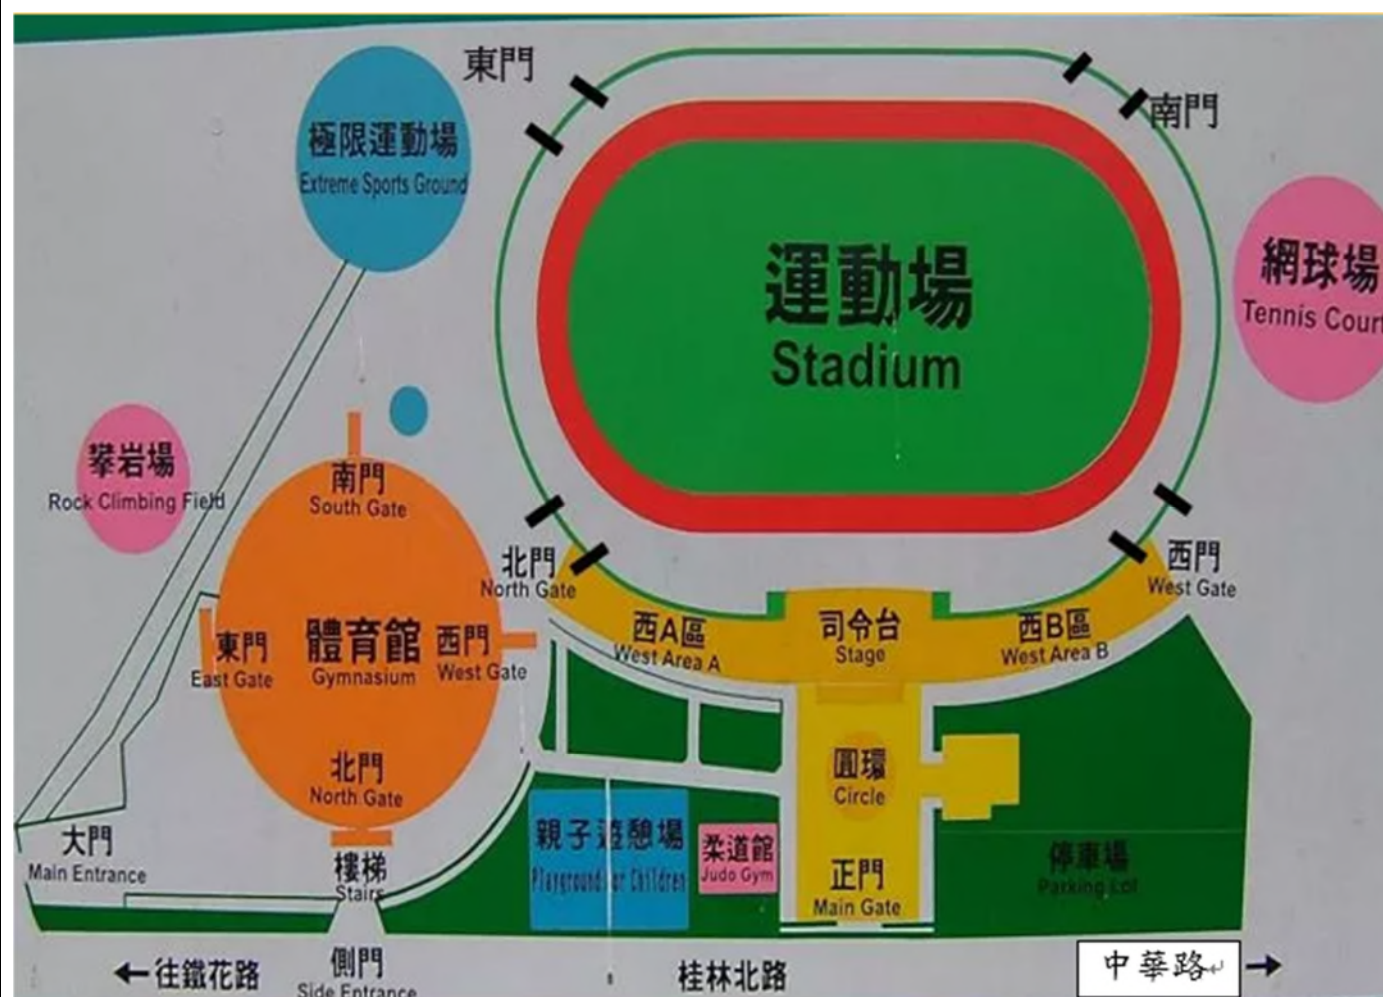 東門
極限運動場
Extreme Sports Ground
南門
運動場
Stadium
網球場
Tennis Court
攀岩場
Rock Climbing Field
南門
South Gate
北門
North Gate
西門
West Gate
東門
East Gate
體育館
Gymnasium
西門
West Gate
西A區
West Area A
司令台
Stage
西B區
West Area B
北門
North Gate
圓環
Circle
大門
Main Entrance
樓梯
Stairs
親子遊憩場
Playground for Children
柔道館
Judo Gym
正門
Main Gate
停車場
Parking Lot
←往鐵花路
側門
Side Entrance
桂林北路
中華路→